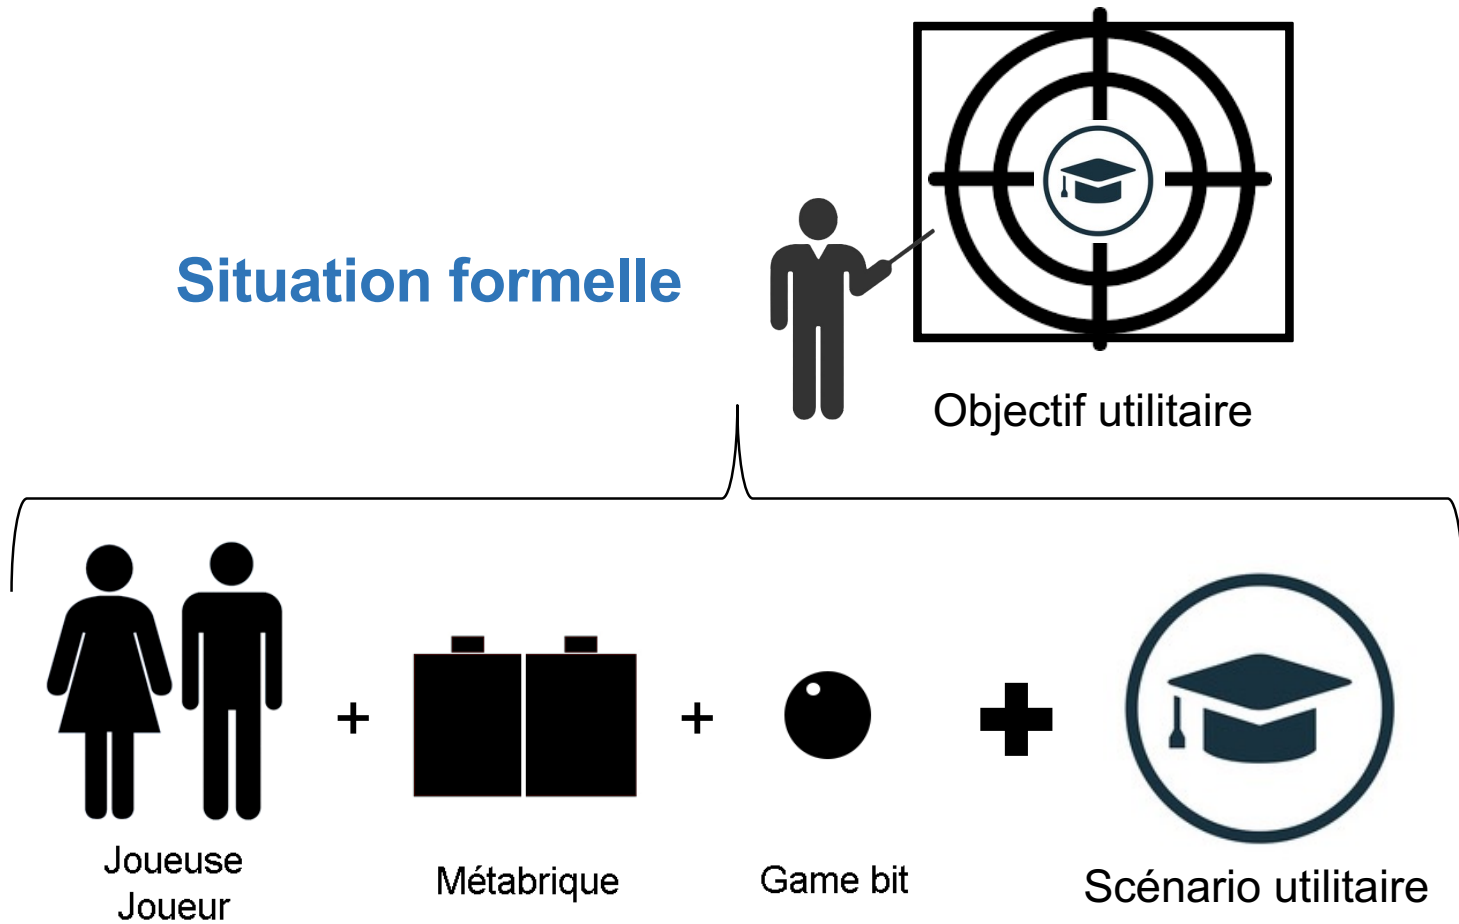 Situation formelle
Objectif utilitaire
+
+
Joueuse
Joueur
Métabrique
Game bit
Scénario utilitaire